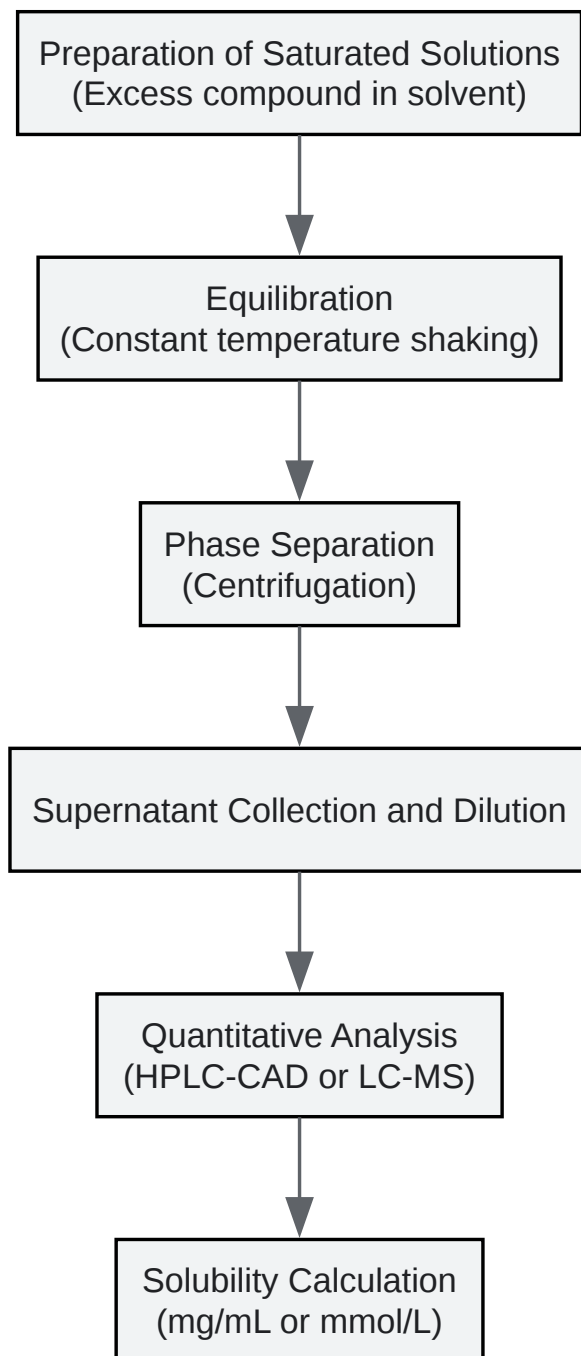 Preparation of Saturated Solutions
(Excess compound in solvent)
Equilibration
(Constant temperature shaking)
Phase Separation
(Centrifugation)
Supernatant Collection and Dilution
Quantitative Analysis
(HPLC-CAD or LC-MS)
Solubility Calculation
(mg/mL or mmol/L)